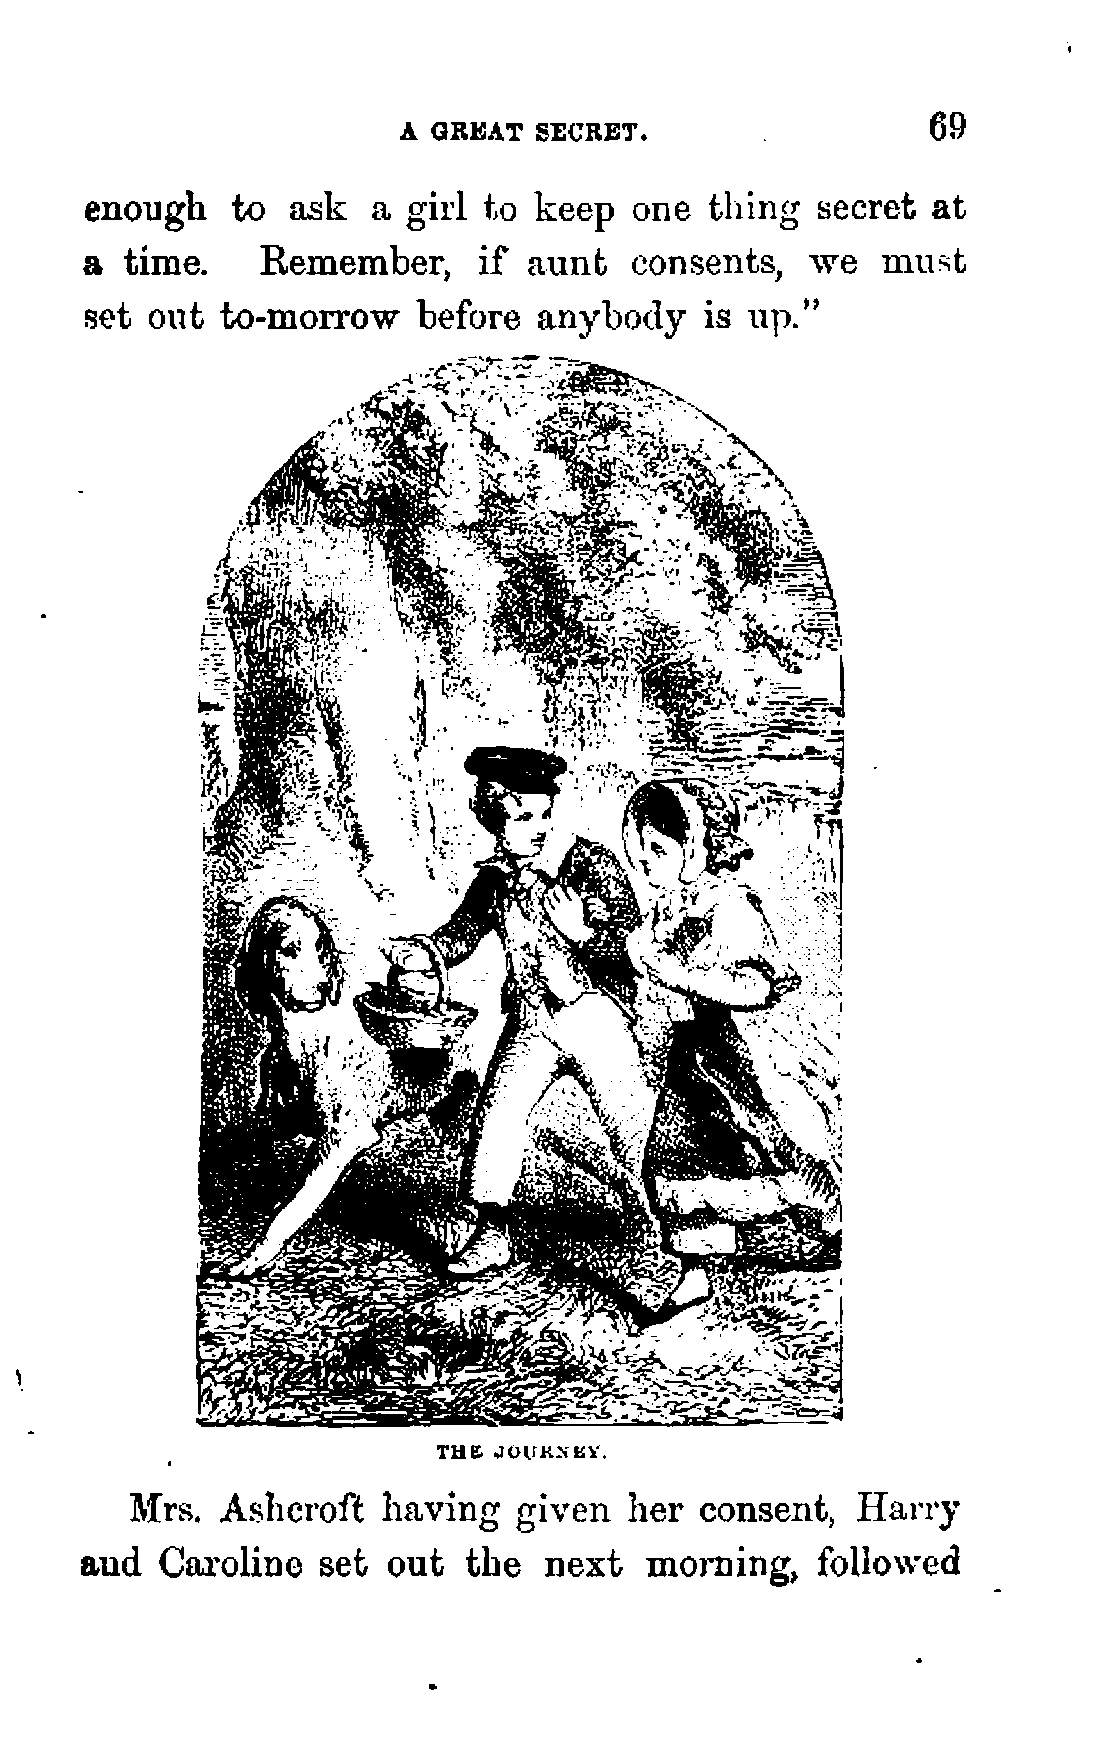 A GREAT SECRET. 69
enough to ask a girl to keep one thing secret at
a time. Remember, if aunt consents, we must
set out to-morrow before anybody is up."
THE JOURNEY.
Mrs. Ashcroft having given her consent, Harry
and Caroline set out the next morning, followed